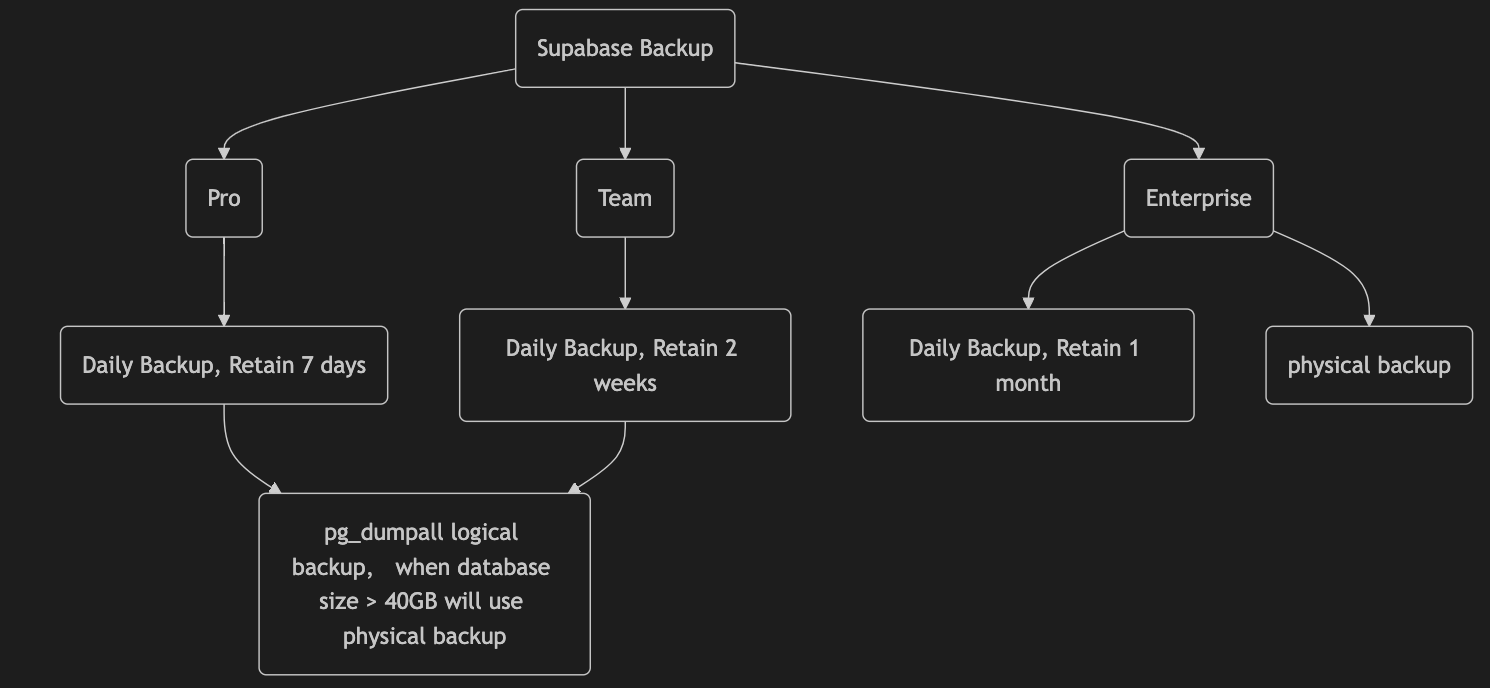 Supabase Backup
Pro
Team
Enterprise
Daily Backup, Retain 7 days
Daily Backup, Retain 2
weeks
Daily Backup, Retain 1
month
physical backup
pg_dumpall logical
backup， when database
size > 40GB will use
physical backup